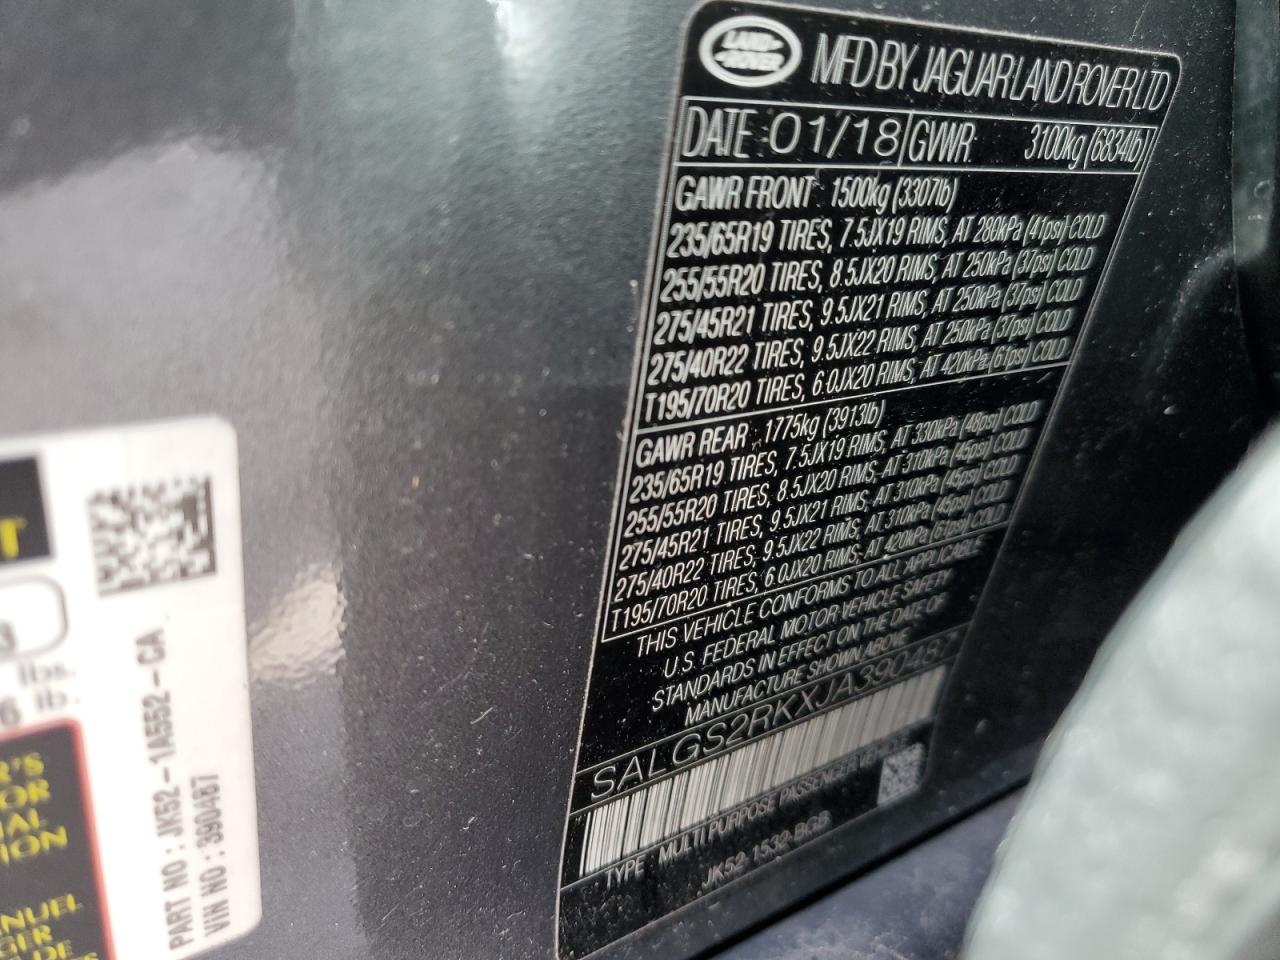 LAND ROVER
MFD BY JAGUAR LAND ROVER LTD
DATE: 01/18 GVWR 3100kg (6834lb)
GAWR FRONT 1500kg (3307lb)
235/65R19 TIRES, 7.5JX19 RIMS, AT 280kPa (41psi) COLD
255/55R20 TIRES, 8.5JX20 RIMS, AT 250kPa (37psi) COLD
275/45R21 TIRES, 9.5JX21 RIMS, AT 250kPa (37psi) COLD
275/40R22 TIRES, 9.5JX22 RIMS, AT 250kPa (37psi) COLD
T195/70R20 TIRES, 6.0JX20 RIMS, AT 420kPa (61psi) COLD
GAWR REAR 1775kg (3913lb)
235/65R19 TIRES, 7.5JX19 RIMS, AT 330kPa (48psi) COLD
255/55R20 TIRES, 8.5JX20 RIMS, AT 310kPa (45psi) COLD
275/45R21 TIRES, 9.5JX21 RIMS, AT 310kPa (45psi) COLD
275/40R22 TIRES, 9.5JX22 RIMS, AT 310kPa (45psi) COLD
T195/70R20 TIRES, 6.0JX20 RIMS, AT 420kPa (61psi) COLD
THIS VEHICLE CONFORMS TO ALL APPLICABLE
U.S. FEDERAL MOTOR VEHICLE SAFETY
STANDARDS IN EFFECT ON THE DATE OF
MANUFACTURE SHOWN ABOVE
SALGS2RKXJA390487
TYPE MULTI PURPOSE PASSENGER VEHICLE
JK52-1532-BGB
T
3
lbs.
6 lb.
R'S
OR
IAL
ION
NUEL
GER
DE
PART NO : JK52-1A552-CA
VIN NO : 390487